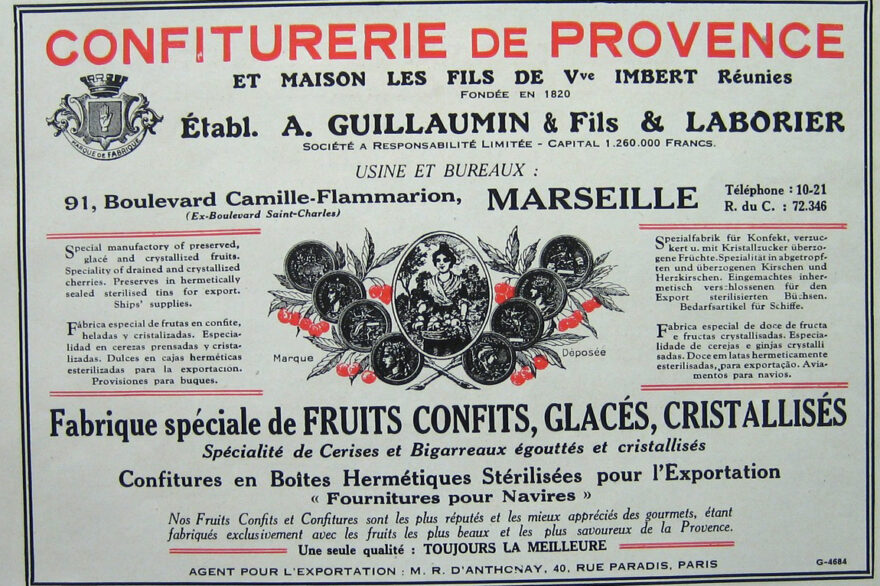 CONFITURERIE DE PROVENCE
ET MAISON LES FILS DE Vve IMBERT Réunies
FONDÉE EN 1820
MARQUE DE FABRIQUE
Établ. A. GUILLAUMIN & Fils & LABORIER
SOCIÉTÉ A RESPONSABILITÉ LIMITÉE - CAPITAL 1.260.000 FRANCS.
USINE ET BUREAUX :
91, Boulevard Camille-Flammarion,
(Ex-Boulevard Saint-Charles)
MARSEILLE
Téléphone : 10-21
R. du C. : 72.346
Special manufactory of preserved,
glacé and crystallized fruits.
Speciality of drained and crystallized
cherries. Preserves in hermetically
sealed sterilised tins for export.
Ships' supplies.
Fábrica especial de frutas en confite,
heladas y cristalizadas. Especia-
lidad en cerezas prensadas y crista-
lizadas. Dulces en cajas herméticas
esterilizadas para la exportacion.
Provisiones para buques.
Marque
Déposée
Spezialfabrik für Konfekt, verzuc-
kert u. mit Kristallzucker überzo-
gene Früchte. Spezialität in abgetropf-
ten und überzogenen Kirschen und
Herzkirschen. Eingemachtes inher-
metisch verschlossenen für den
Export sterilisierten Büchsen.
Bedarfsartikel für Schiffe.
Fabrica especial de doce de fructa
e fructas crystallisadas. Especia-
lidade de cerejas e ginjas crystalli
sadas. Doce em latas hermeticamente
esterilisadas, para exportação. Avia-
mentos para navios.
Fabrique spéciale de FRUITS CONFITS, GLACÉS, CRISTALLISÉS
Spécialité de Cerises et Bigarreaux égouttés et cristallisés
Confitures en Boîtes Hermétiques Stérilisées pour l'Exportation
« Fournitures pour Navires »
Nos Fruits Confits et Confitures sont les plus réputés et les mieux appréciés des gourmets, étant
fabriqués exclusivement avec les fruits les plus beaux et les plus savoureux de la Provence.
Une seule qualité : TOUJOURS LA MEILLEURE
AGENT POUR L'EXPORTATION : M. R. D'ANTHONAY, 40, RUE PARADIS, PARIS
G-4684